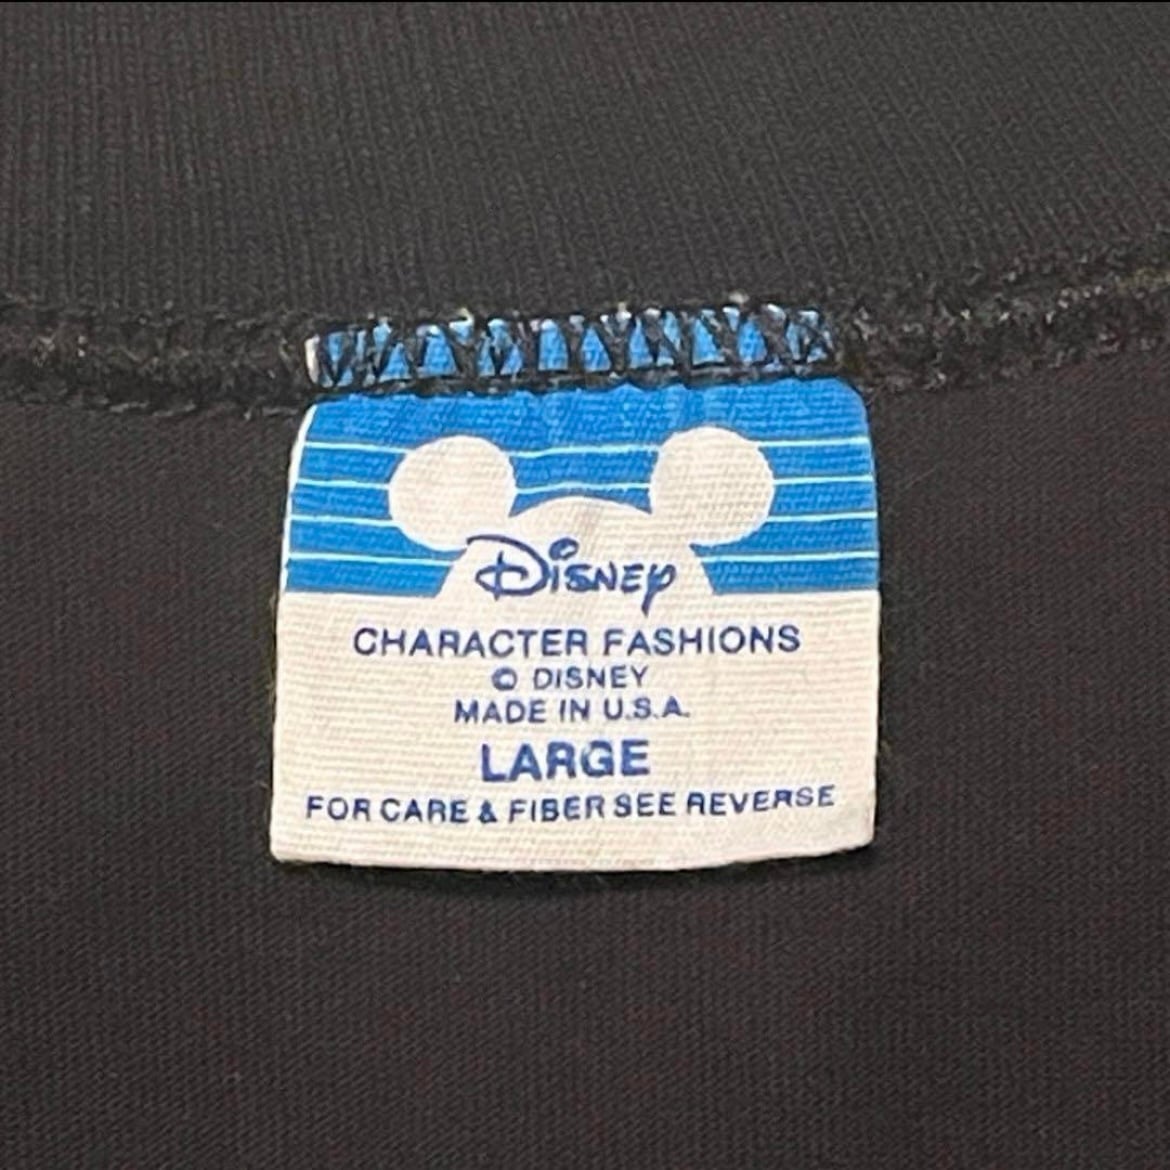 Disney
CHARACTER FASHIONS
© DISNEY
MADE IN U.S.A.
LARGE
FOR CARE & FIBER SEE REVERSE